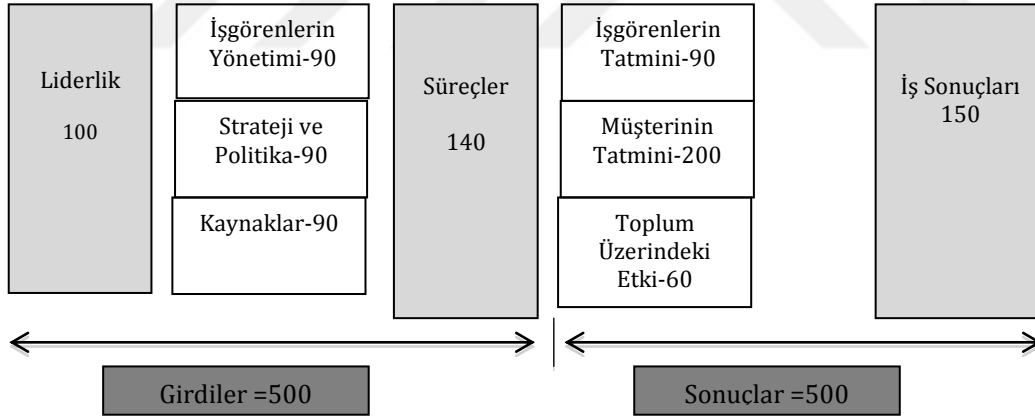 Liderlik
100
İşgörenlerin
Yönetimi-90
Strateji ve
Politika-90
Kaynaklar-90
Süreçler
140
İşgörenlerin
Tatmini-90
Müşterinin
Tatmini-200
Toplum
Üzerindeki
Etki-60
İş Sonuçları
150
Girdiler =500
Sonuçlar =500